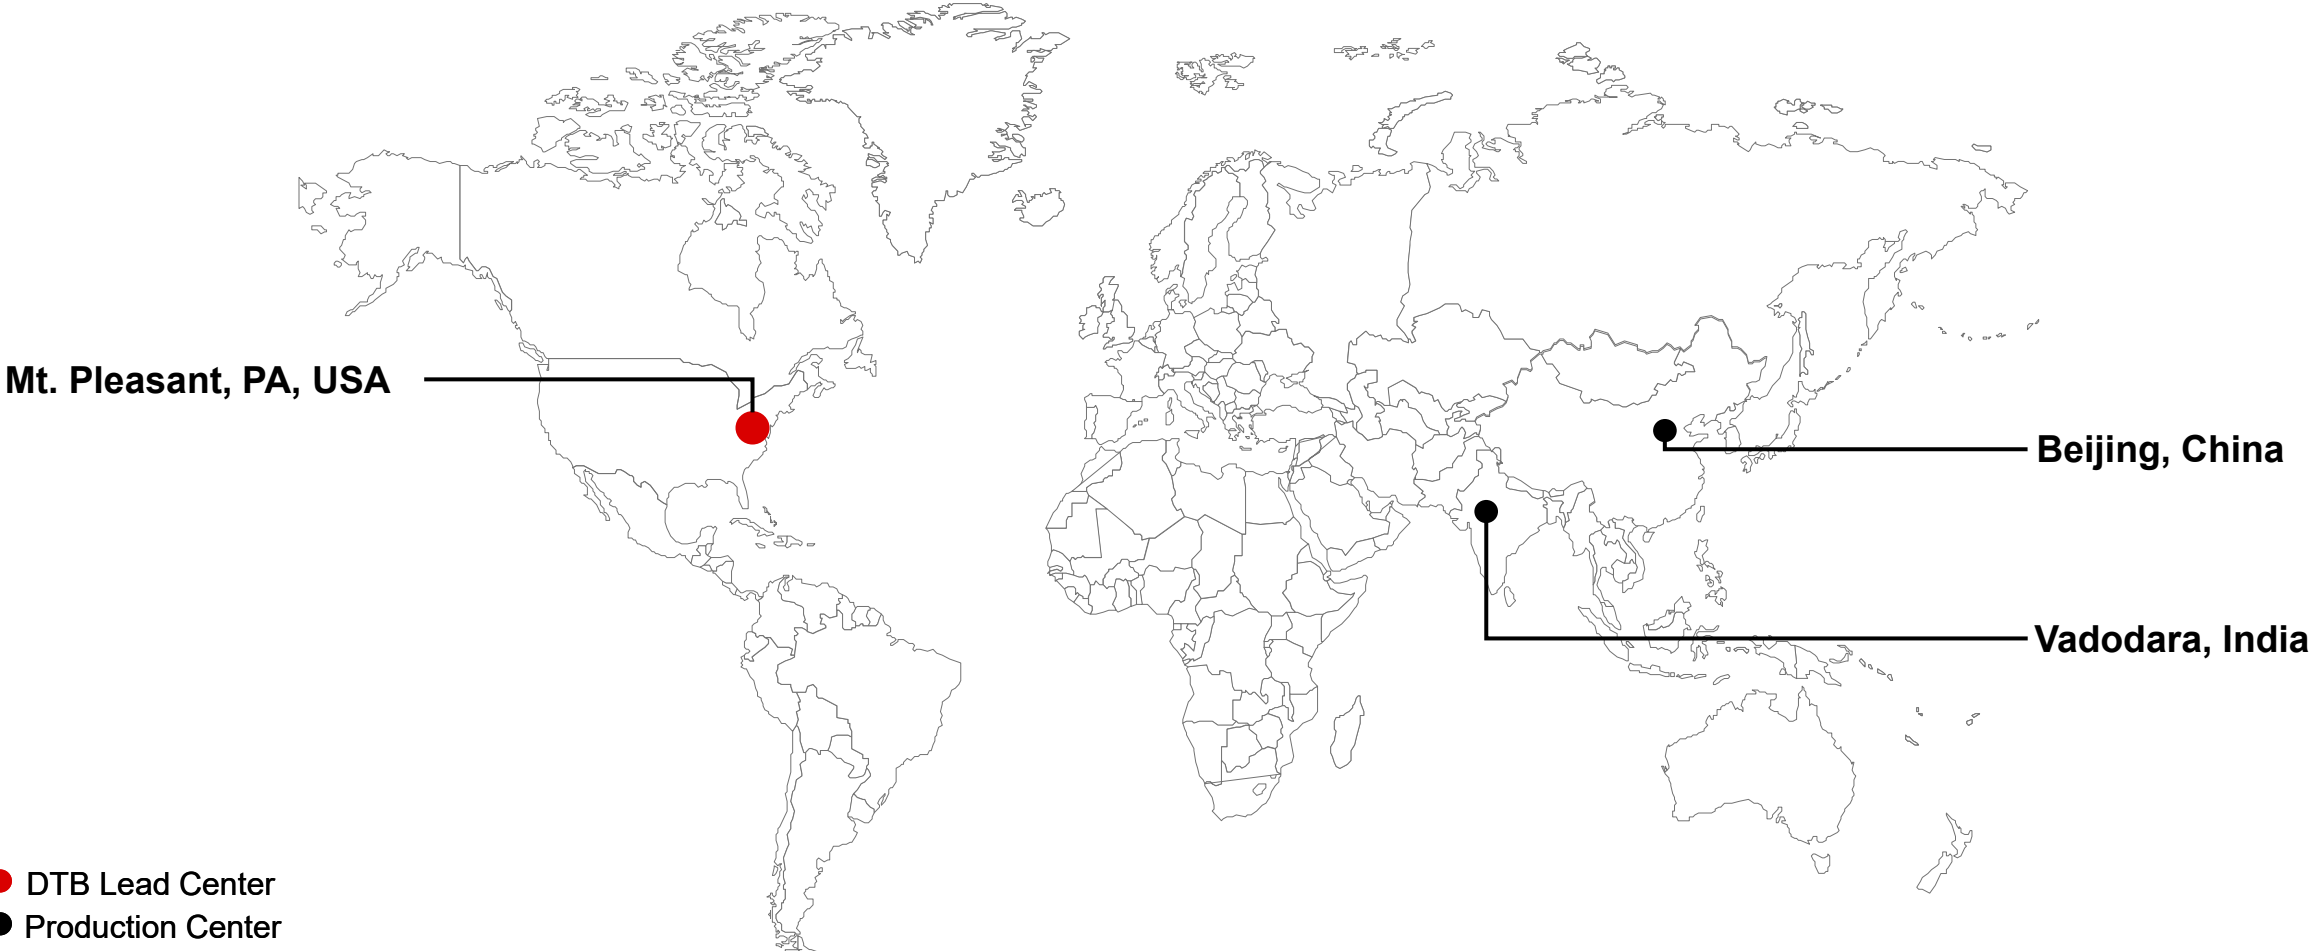 Mt. Pleasant, PA, USA
Beijing, China
Vadodara, India
DTB Lead Center
Production Center